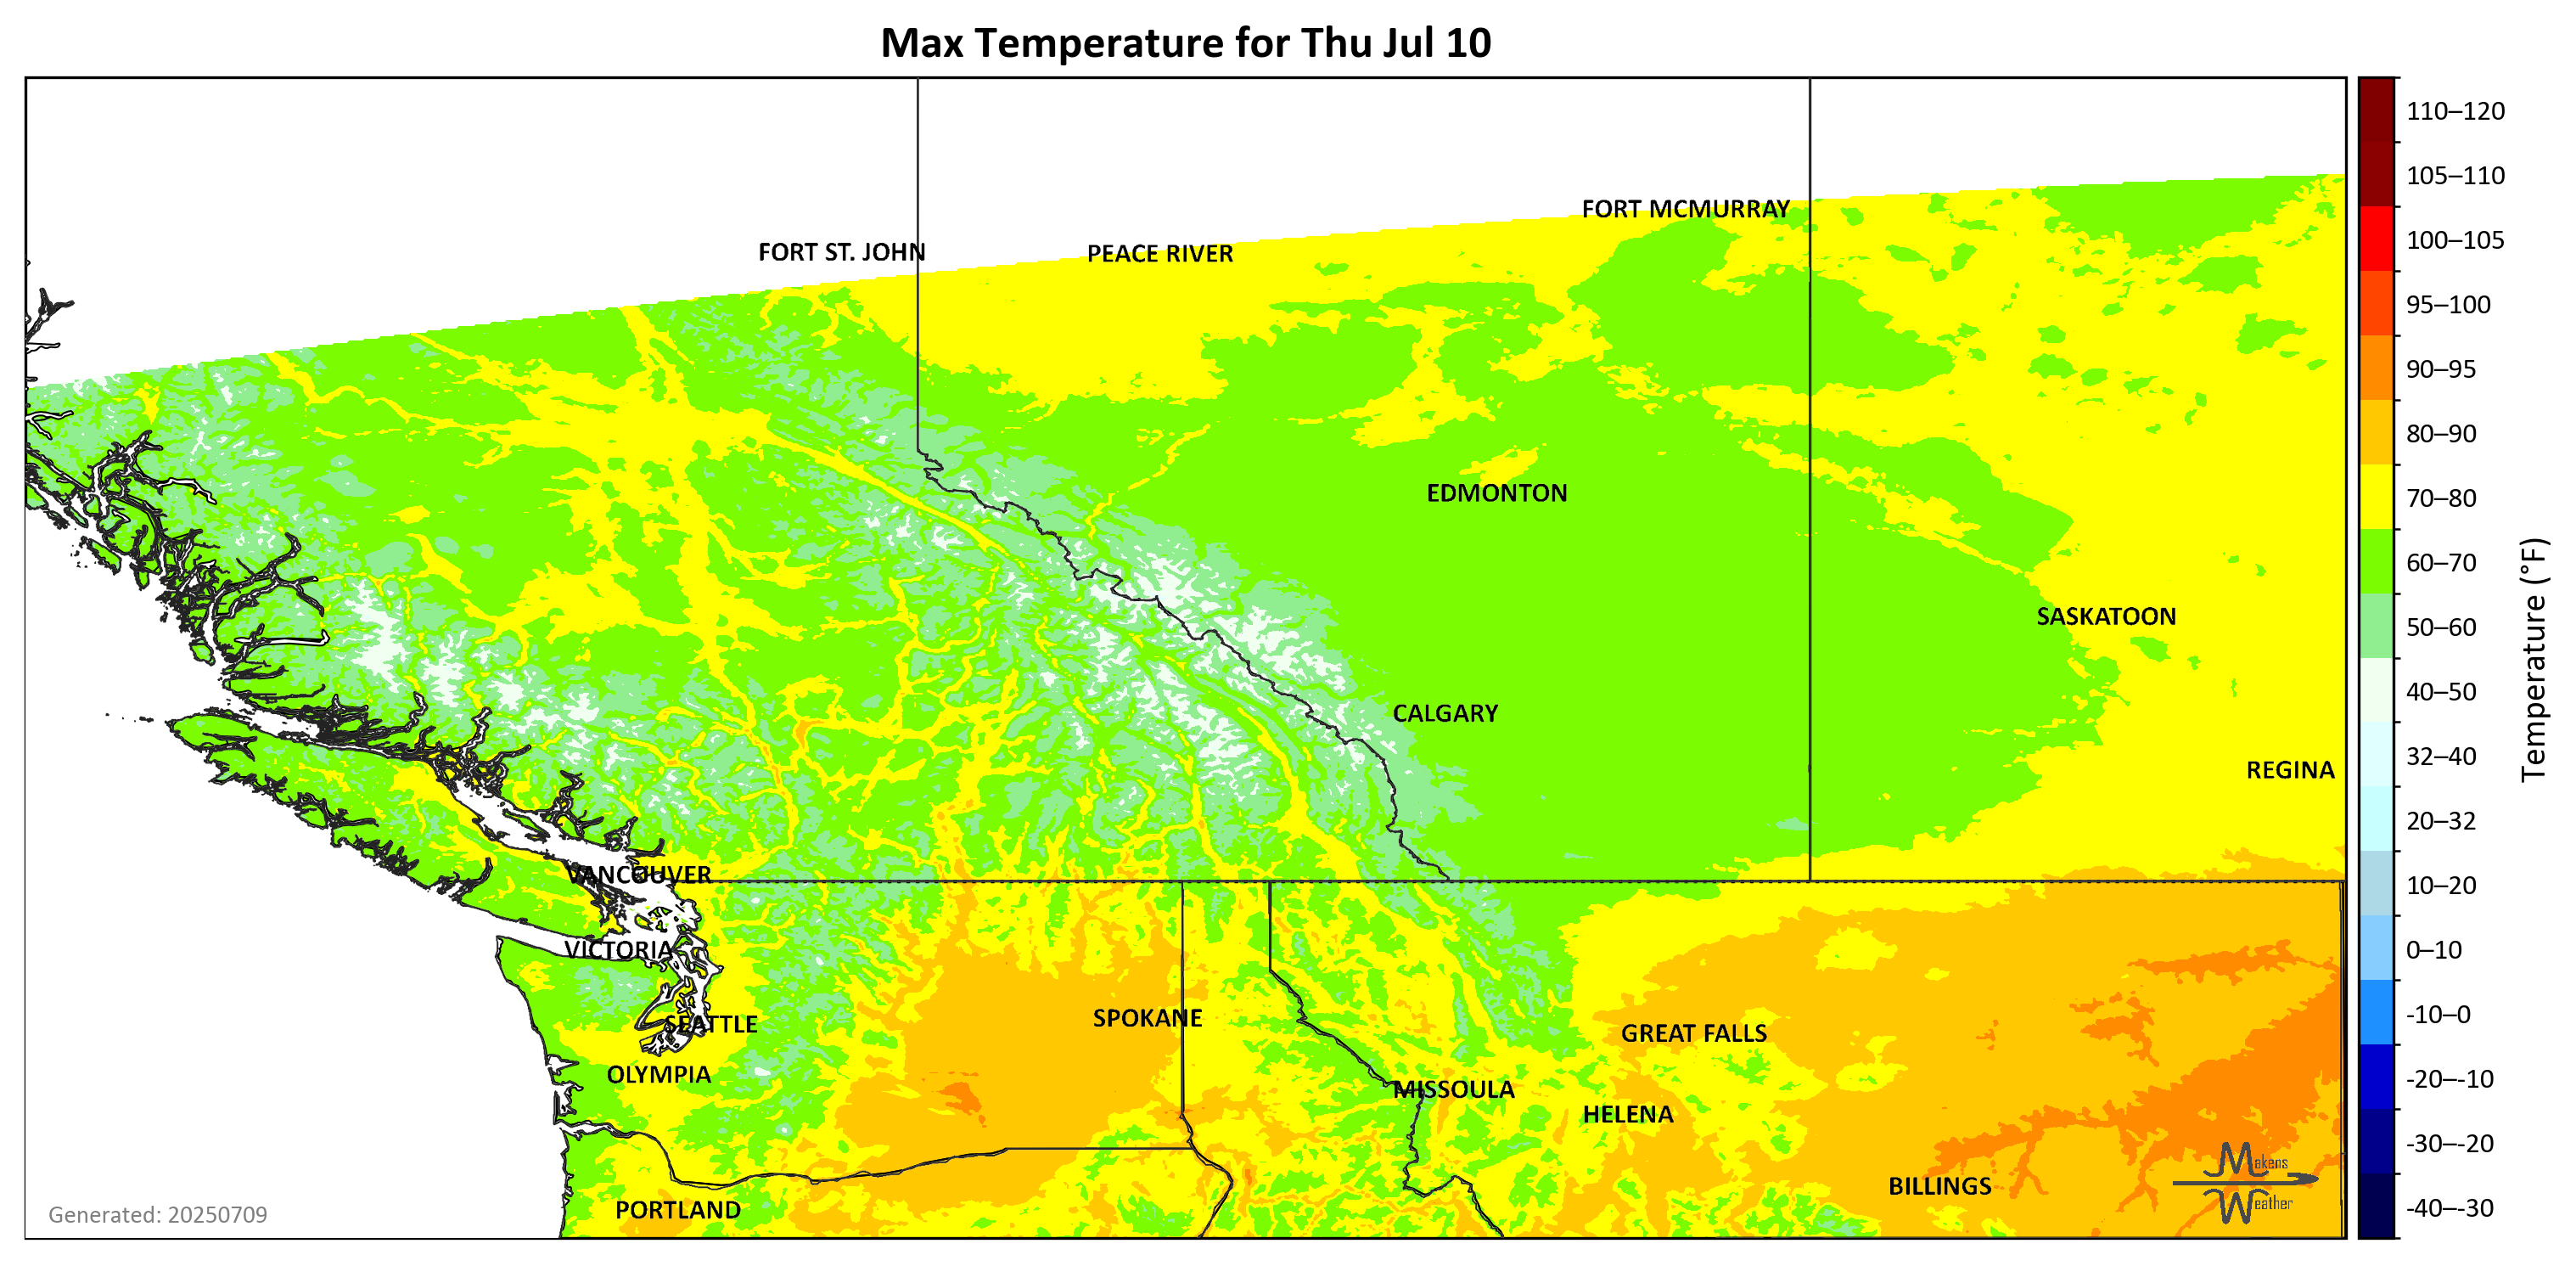 Max Temperature for Thu Jul 10
FORT MCMURRAY
FORT ST. JOHN
PEACE RIVER
EDMONTON
SASKATOON
CALGARY
REGINA
VANCOUVER
VICTORIA
SEATTLE
SPOKANE
GREAT FALLS
OLYMPIA
MISSOULA
HELENA
BILLINGS
PORTLAND
Makens
Weather
Generated: 20250709
110–120
105–110
100–105
95–100
90–95
80–90
70–80
60–70
50–60
40–50
32–40
20–32
10–20
0–10
-10–0
-20–-10
-30–-20
-40–-30
Temperature (°F)